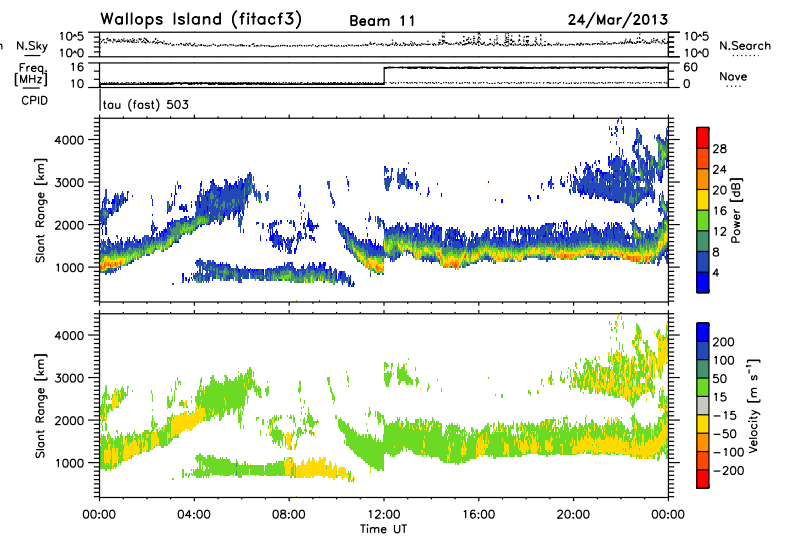 Wallops Island (fitacf3) Beam 11 24/Mar/2013
n N.Sky 10^5 10^0 10^5 10^0 N.Search
Freq. [MHz] 16 10 60 0 Nave
CPID tau (fast) 503
Slant Range [km]
4000
3000
2000
1000
Power [dB]
28
24
20
16
12
8
4
Slant Range [km]
4000
3000
2000
1000
Velocity [m s⁻¹]
200
100
50
15
-15
-50
-100
-200
00:00 04:00 08:00 12:00 16:00 20:00 00:00
Time UT